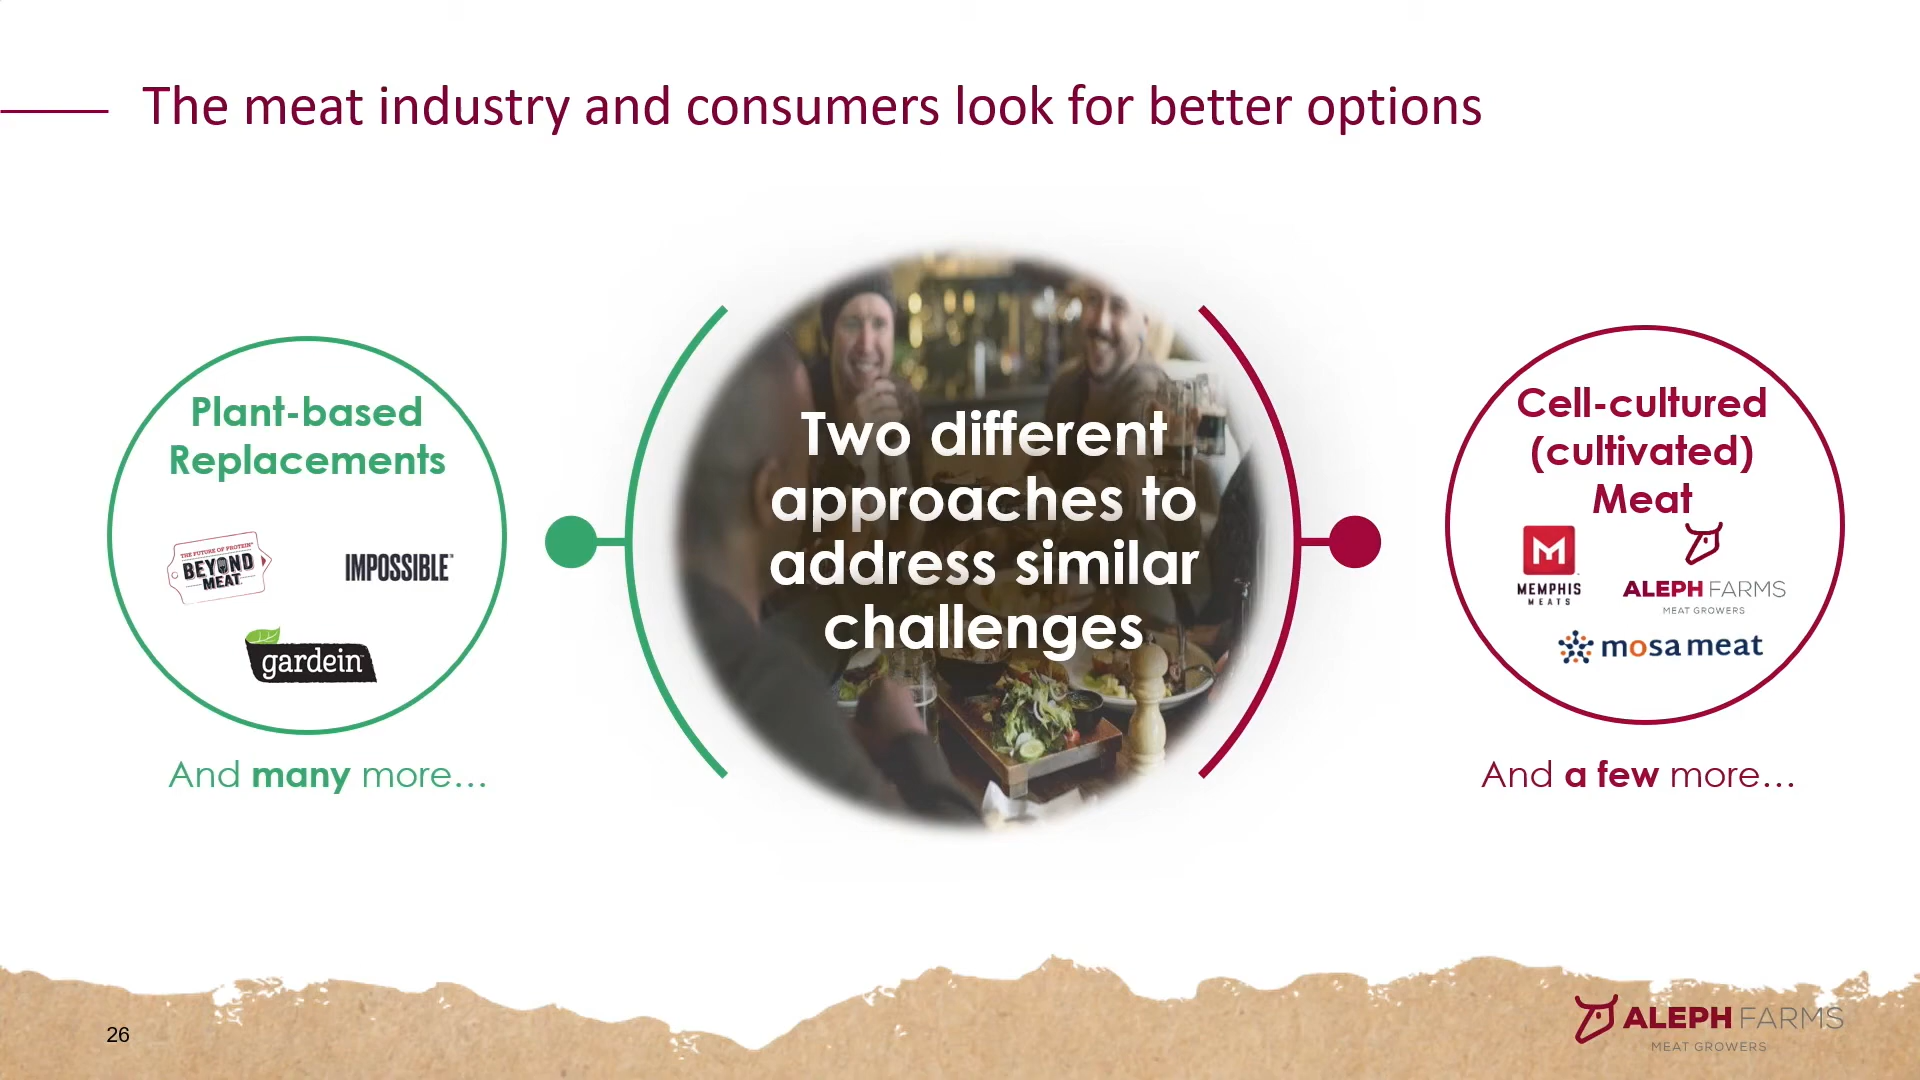 The meat industry and consumers look for better options
Plant-based
Replacements
THE FUTURE OF PROTEIN
BEYOND
MEAT
IMPOSSIBLE™
gardein
And many more…
Two different
approaches to
address similar
challenges
Cell-cultured
(cultivated)
Meat
M
MEMPHIS
MEATS
ALEPH FARMS
MEAT GROWERS
mosa meat
And a few more…
26
ALEPH FARMS
MEAT GROWERS